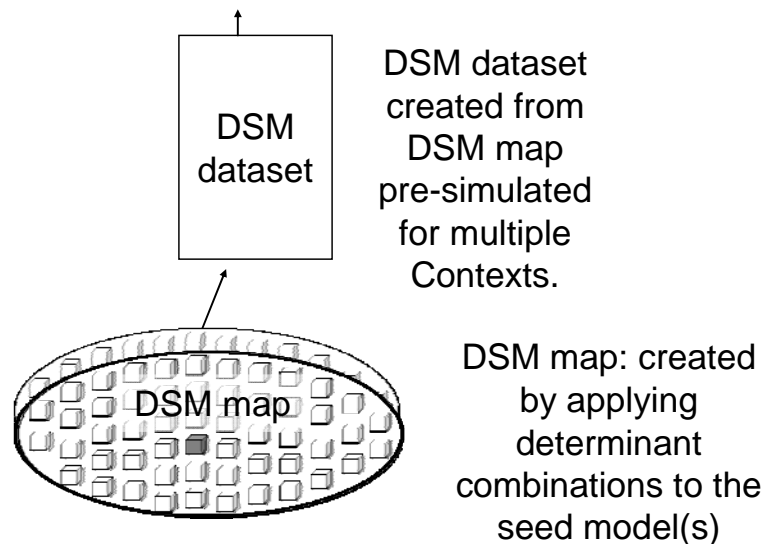 DSM
dataset
DSM dataset
created from
DSM map
pre-simulated
for multiple
Contexts.
DSM map
DSM map: created
by applying
determinant
combinations to the
seed model(s)